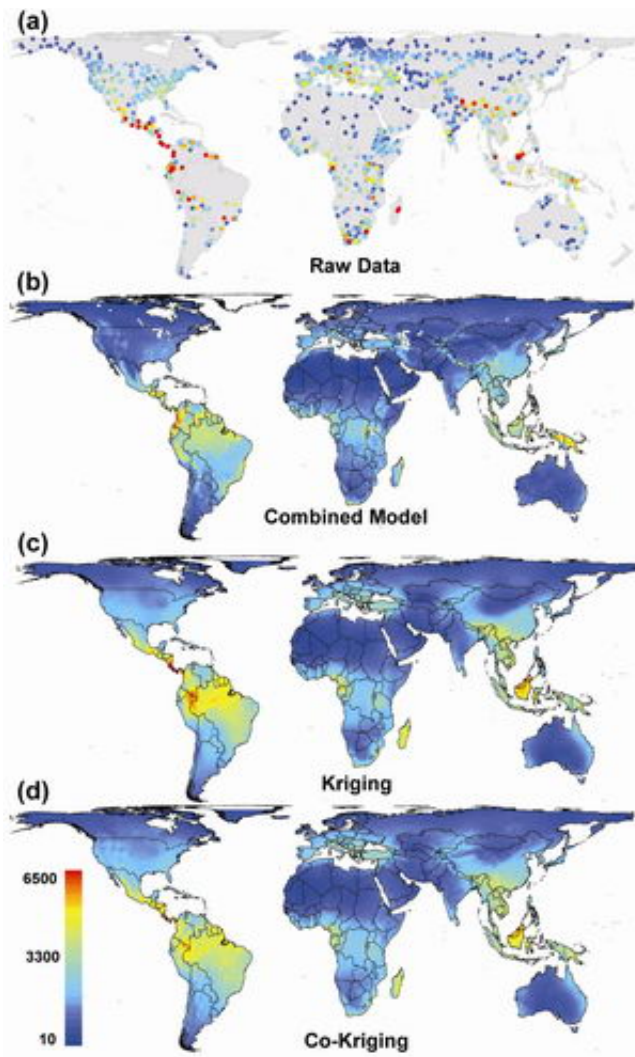 (a)
Raw Data
(b)
Combined Model
(c)
Kriging
(d)
6500
3300
10
Co-Kriging